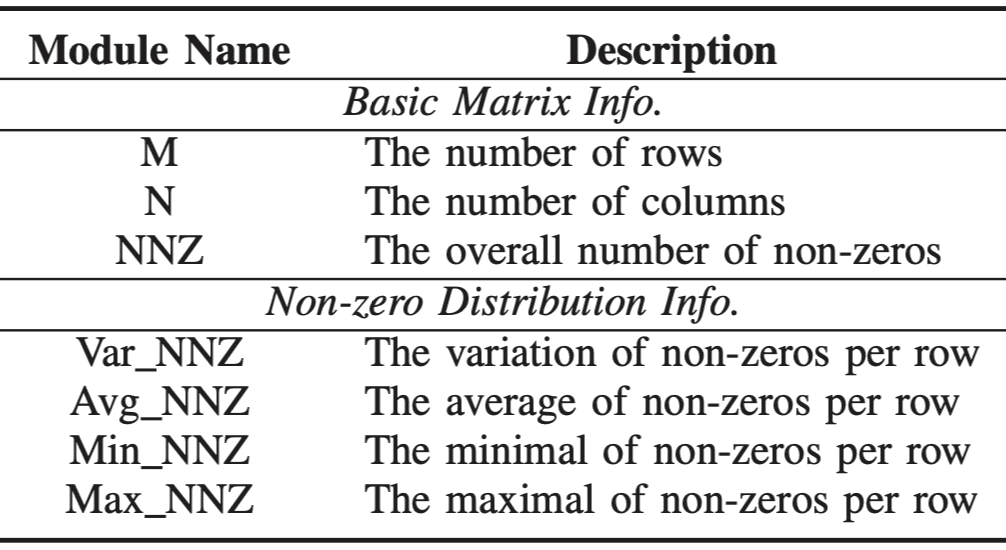 Module Name Description
Basic Matrix Info.
M The number of rows
N The number of columns
NNZ The overall number of non-zeros
Non-zero Distribution Info.
Var_NNZ The variation of non-zeros per row
Avg_NNZ The average of non-zeros per row
Min_NNZ The minimal of non-zeros per row
Max_NNZ The maximal of non-zeros per row